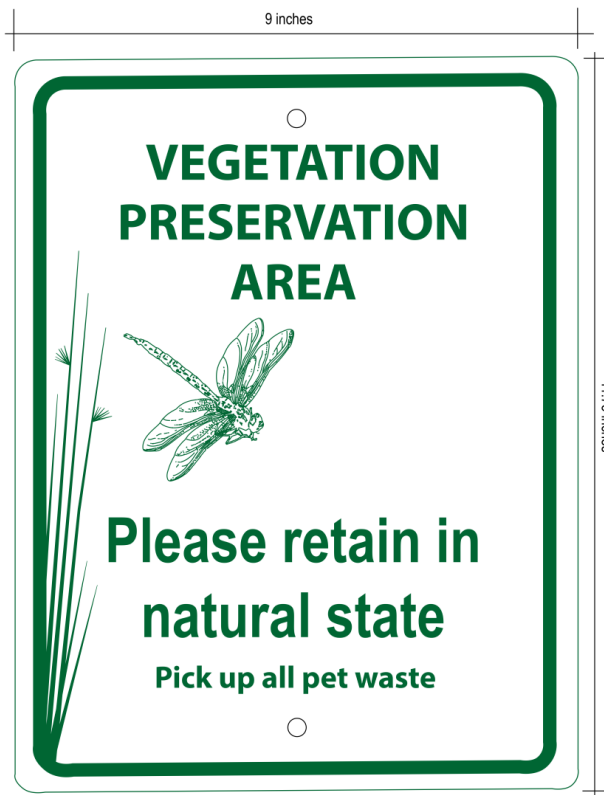 9 inches
VEGETATION
PRESERVATION
AREA
Please retain in
natural state
Pick up all pet waste